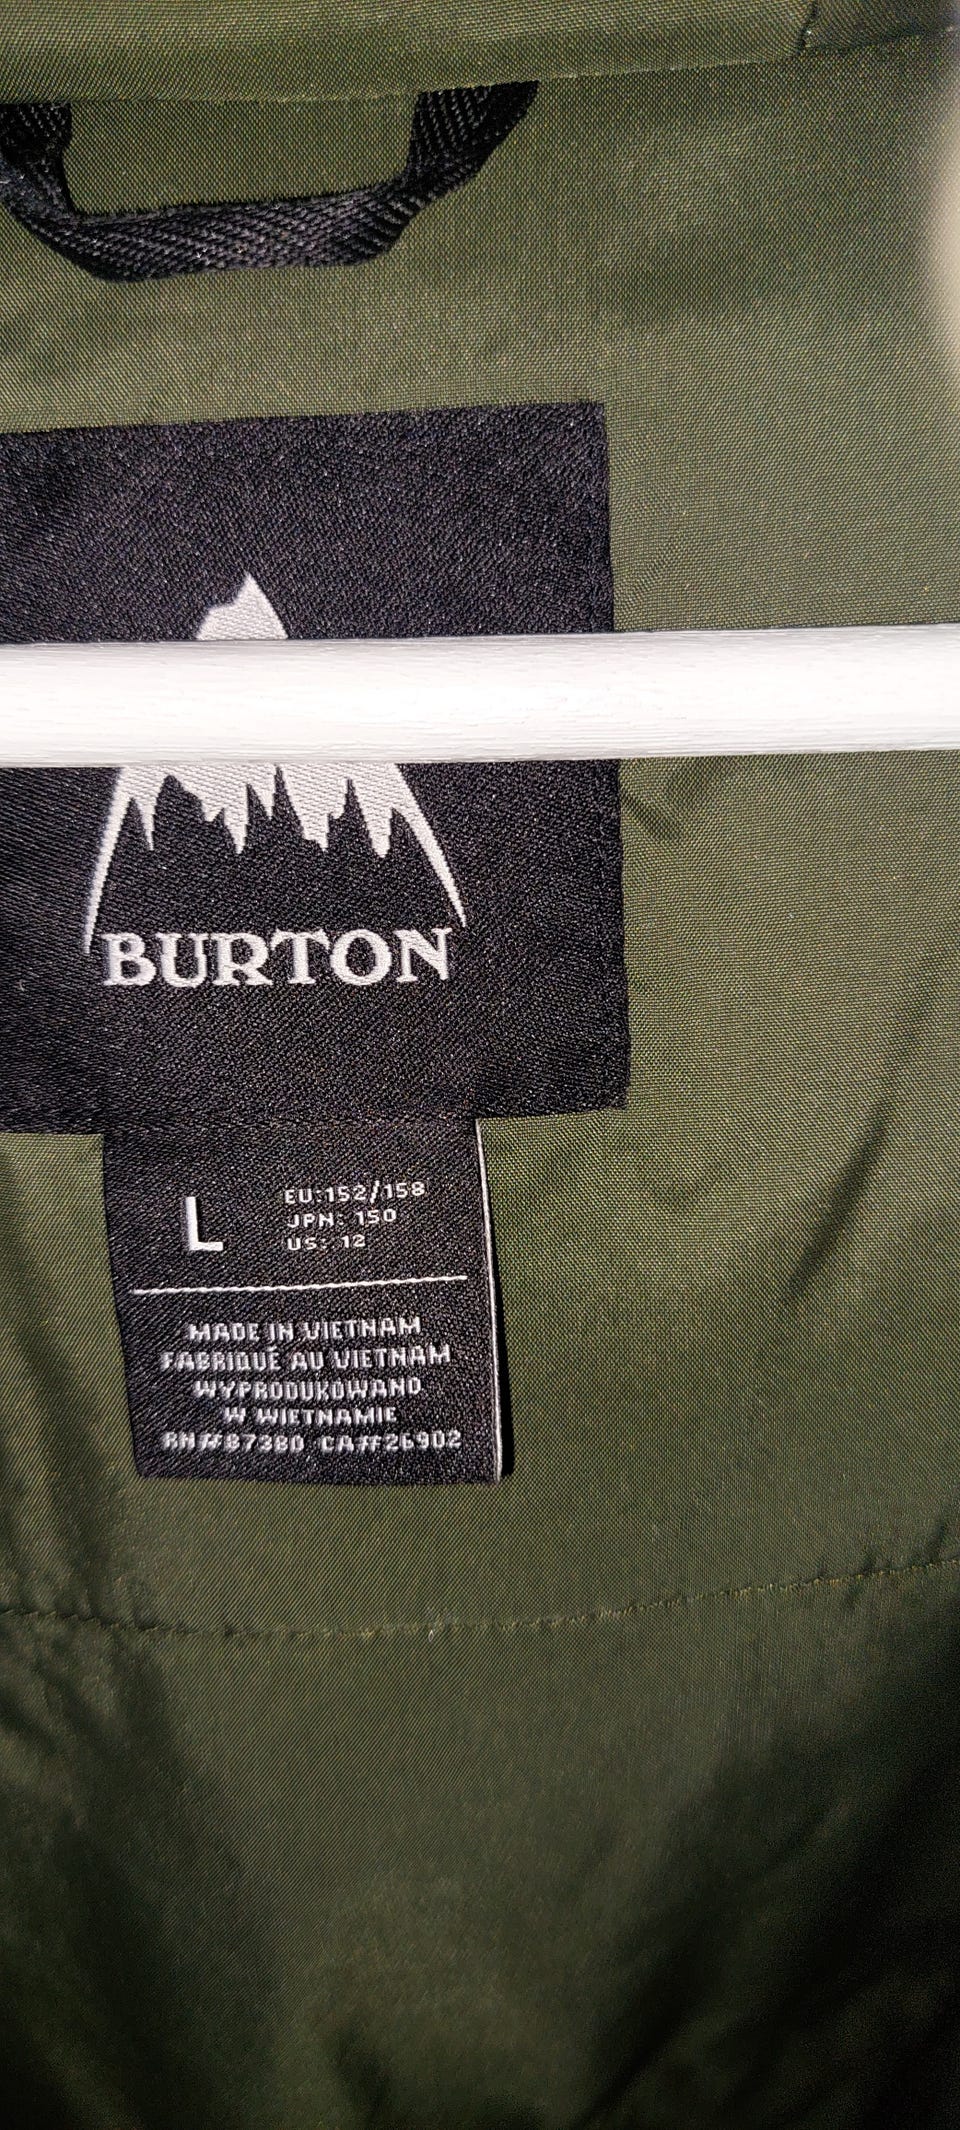 BURTON
L
EU:152/158
JPN: 150
US: 12
MADE IN VIETNAM
FABRIQUÉ AU VIETNAM
WYPRODUKOWANO
W WIETNAMIE
RN#87380 CA#26902